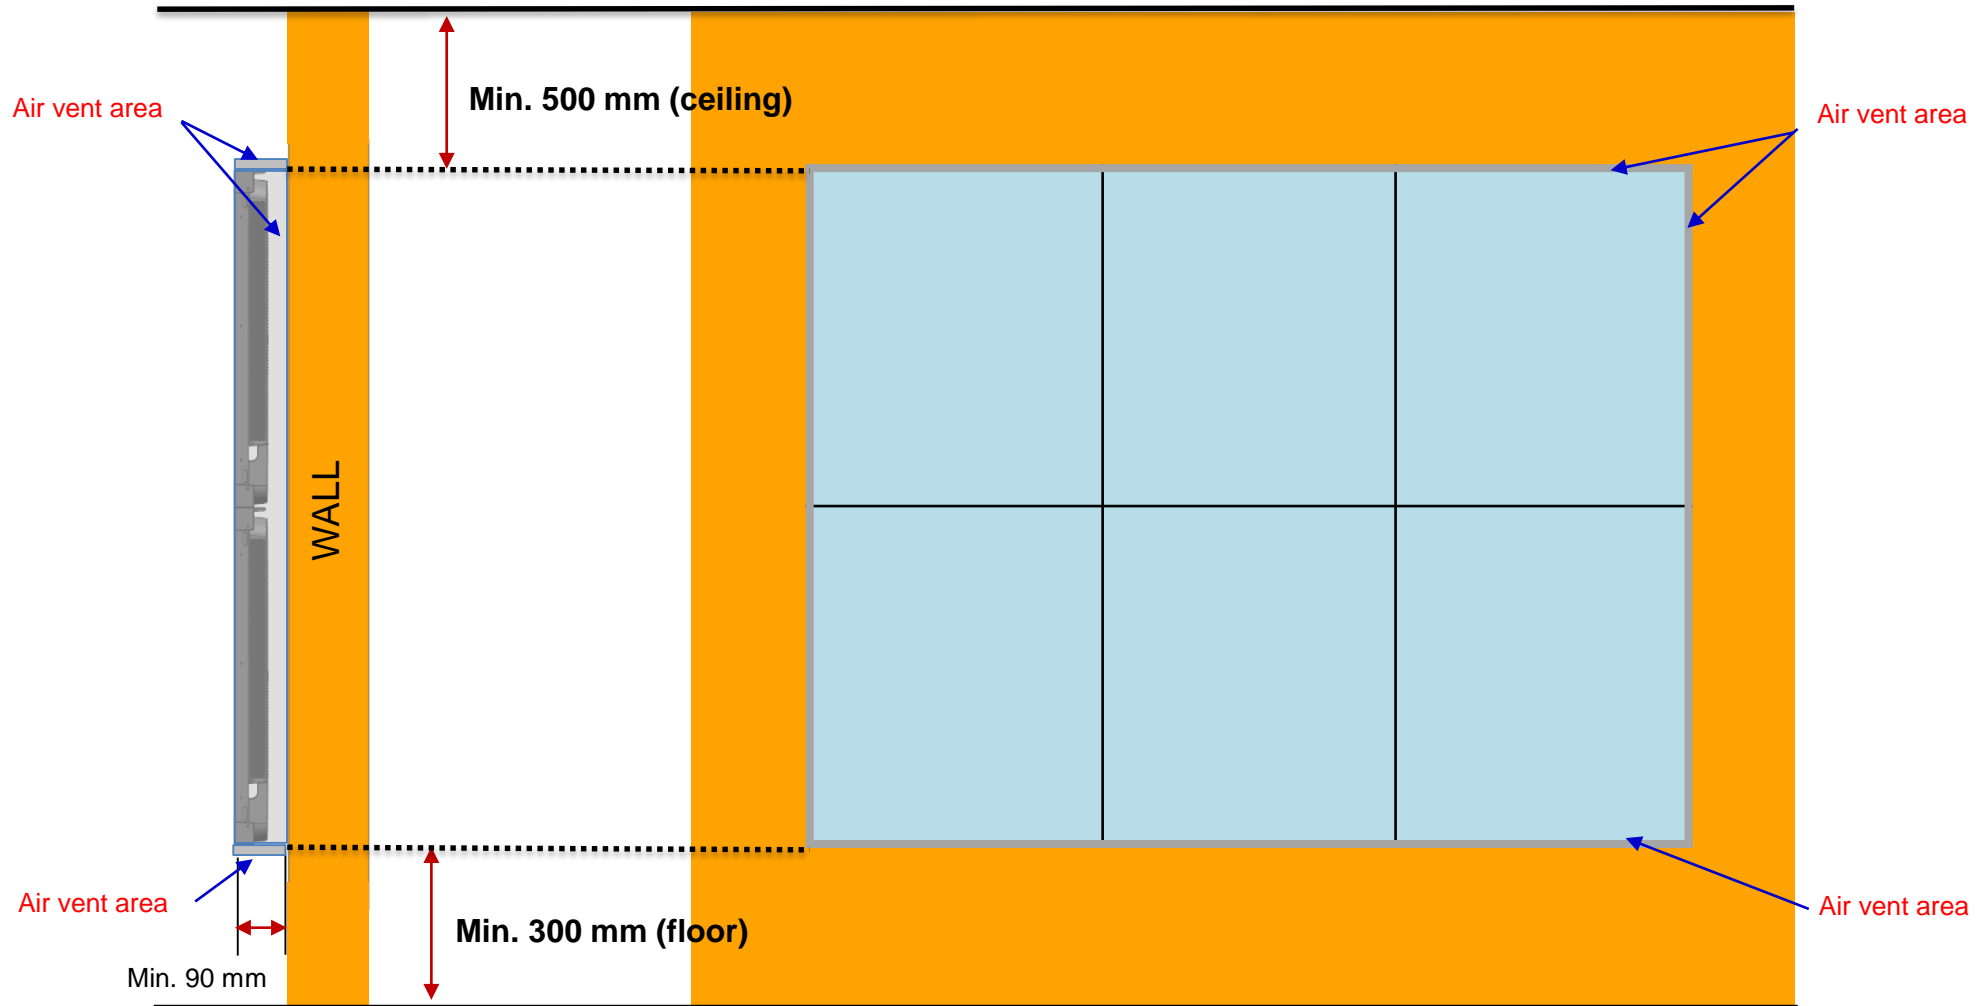 Min. 500 mm (ceiling)
Air vent area
Air vent area
WALL
Air vent area
Min. 300 mm (floor)
Air vent area
Min. 90 mm